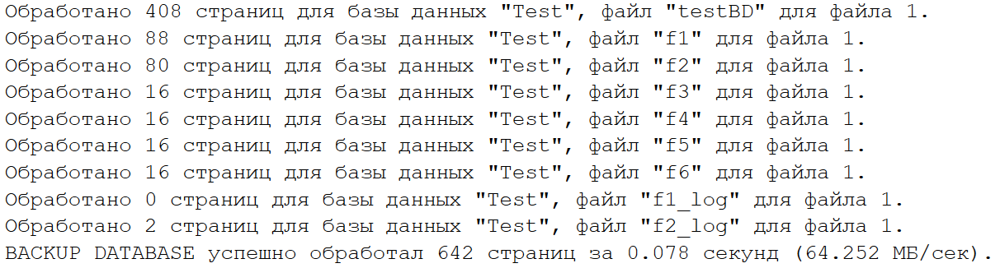 Обработано 408 страниц для базы данных "Test", файл "testBD" для файла 1.
Обработано 88 страниц для базы данных "Test", файл "f1" для файла 1.
Обработано 80 страниц для базы данных "Test", файл "f2" для файла 1.
Обработано 16 страниц для базы данных "Test", файл "f3" для файла 1.
Обработано 16 страниц для базы данных "Test", файл "f4" для файла 1.
Обработано 16 страниц для базы данных "Test", файл "f5" для файла 1.
Обработано 16 страниц для базы данных "Test", файл "f6" для файла 1.
Обработано 0 страниц для базы данных "Test", файл "f1_log" для файла 1.
Обработано 2 страниц для базы данных "Test", файл "f2_log" для файла 1.
BACKUP DATABASE успешно обработал 642 страниц за 0.078 секунд (64.252 МБ/сек).